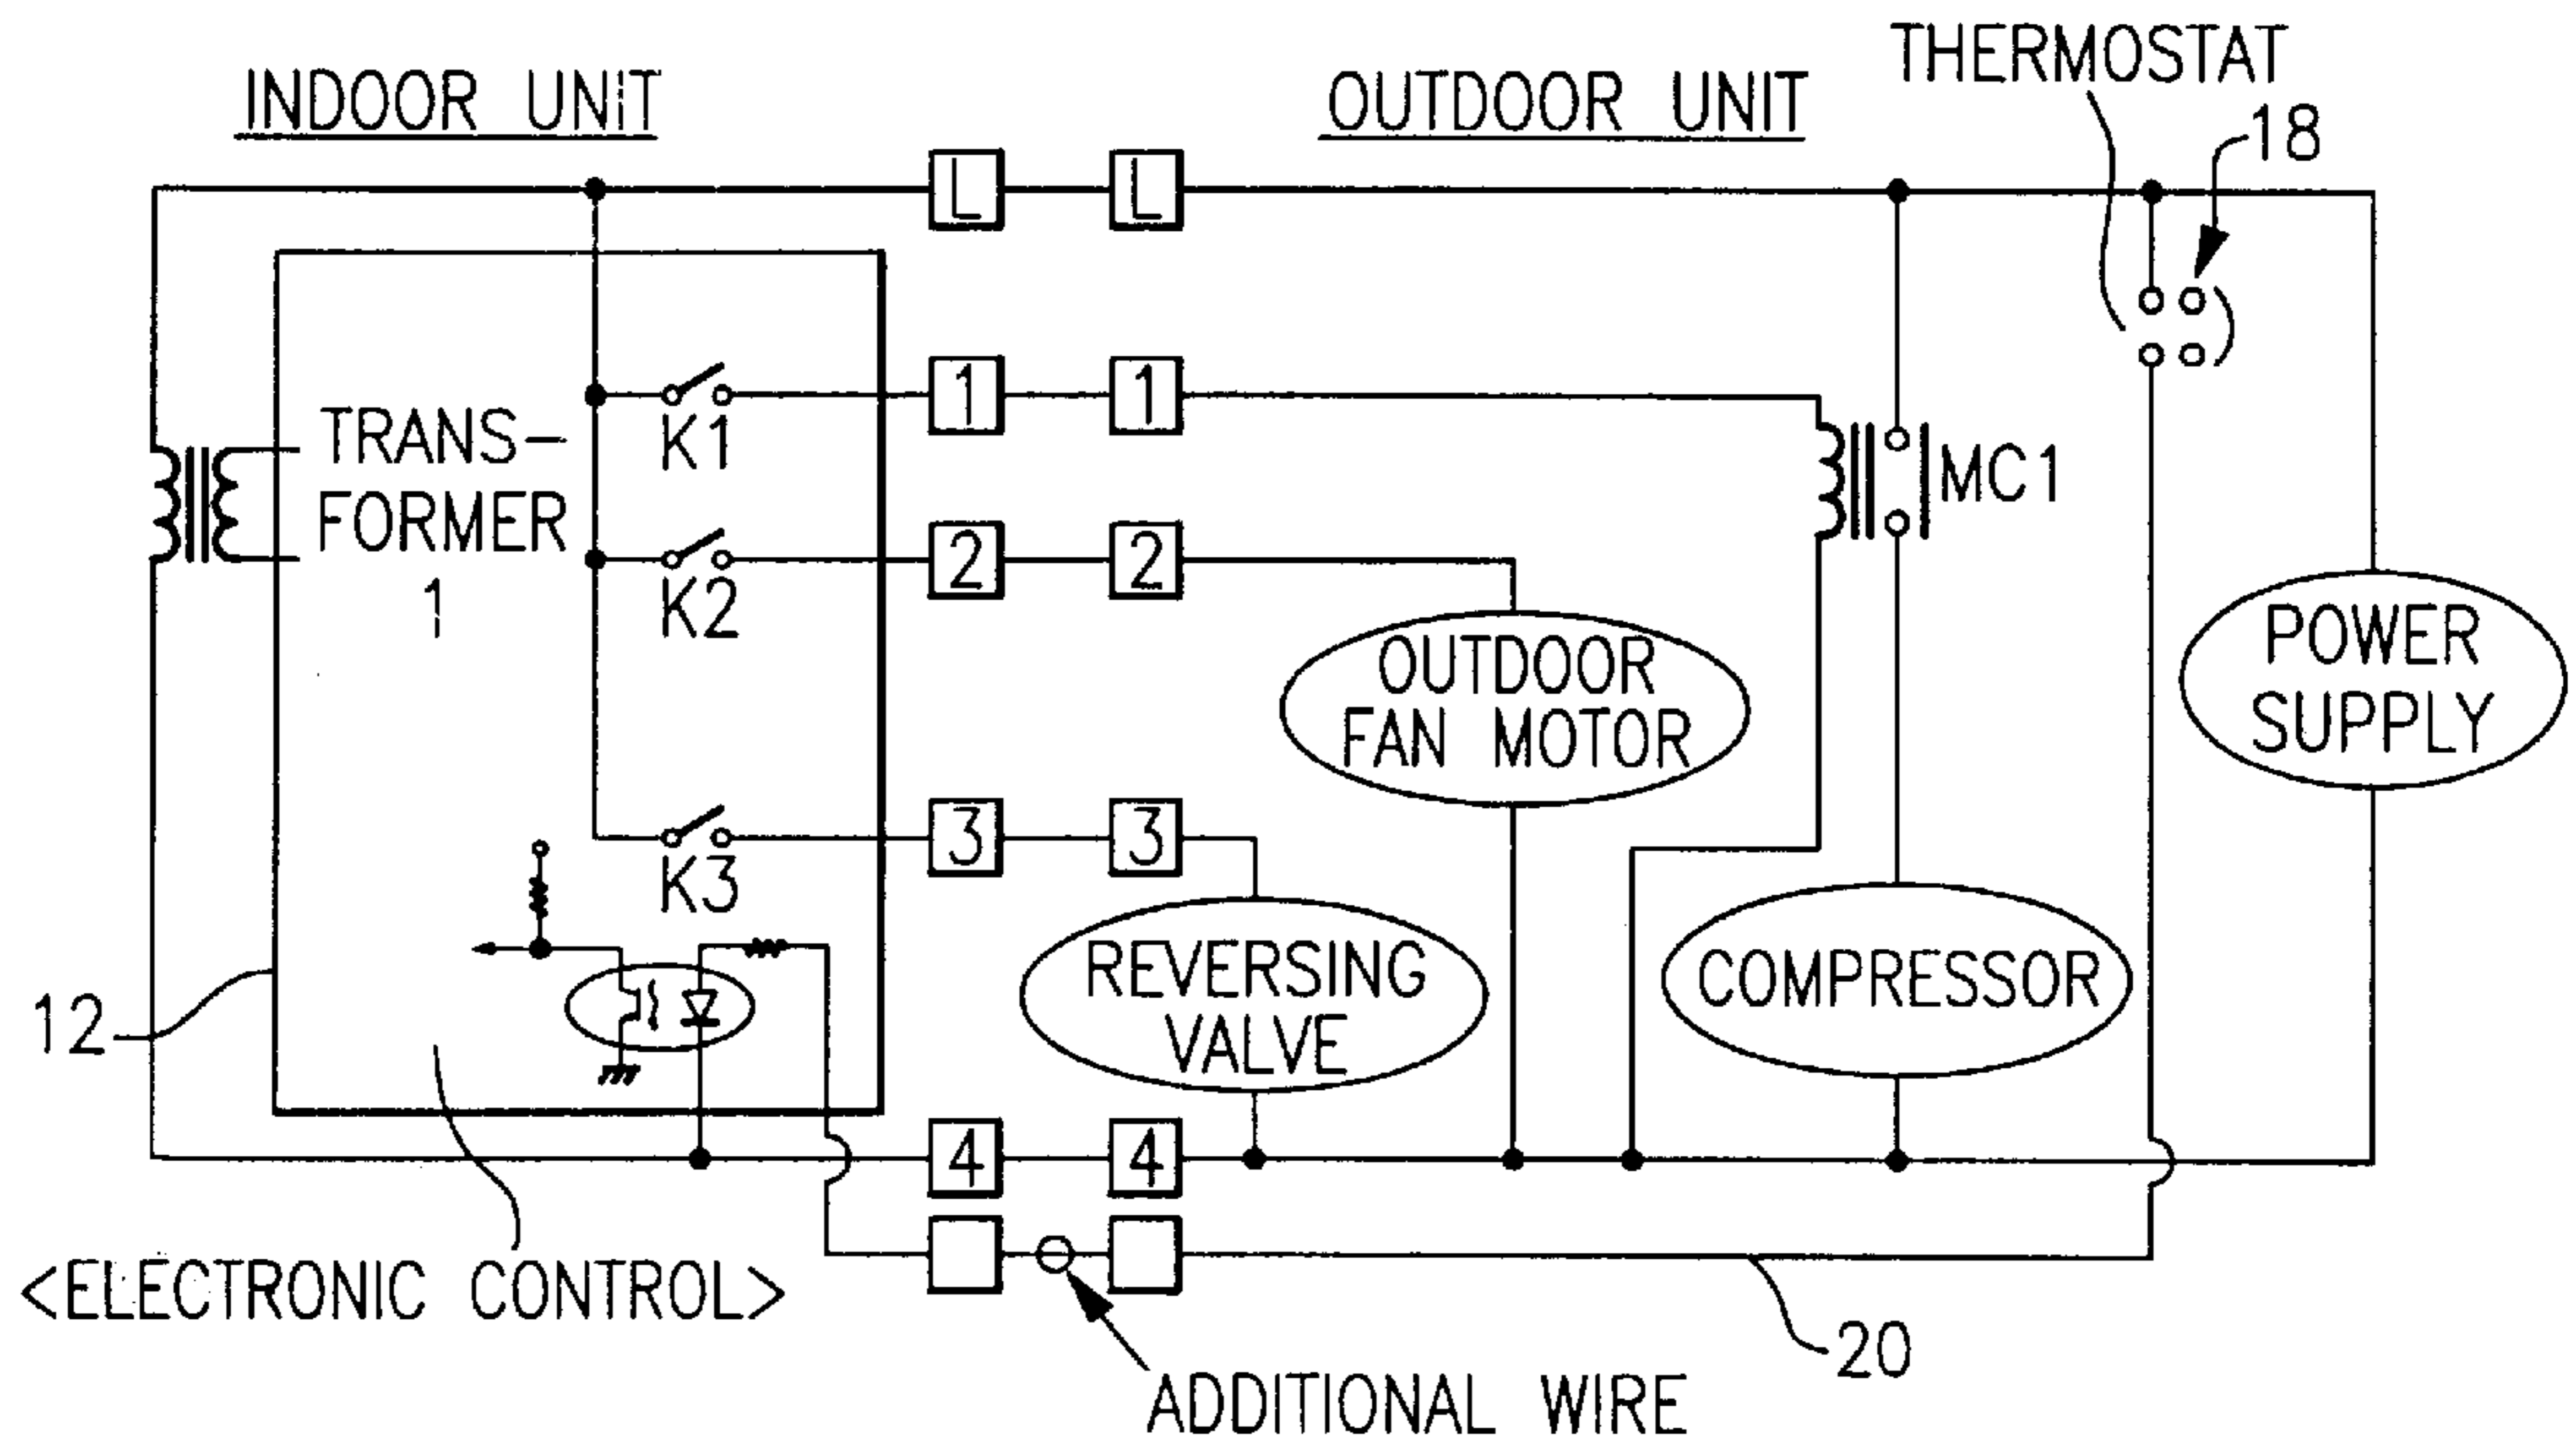 THERMOSTAT
INDOOR UNIT
OUTDOOR UNIT
18
L
L
K1
1
1
TRANS-
FORMER
1
MC1
K2
2
2
POWER
SUPPLY
OUTDOOR
FAN MOTOR
K3
3
3
REVERSING
VALVE
COMPRESSOR
12
4
4
<ELECTRONIC CONTROL>
20
ADDITIONAL WIRE